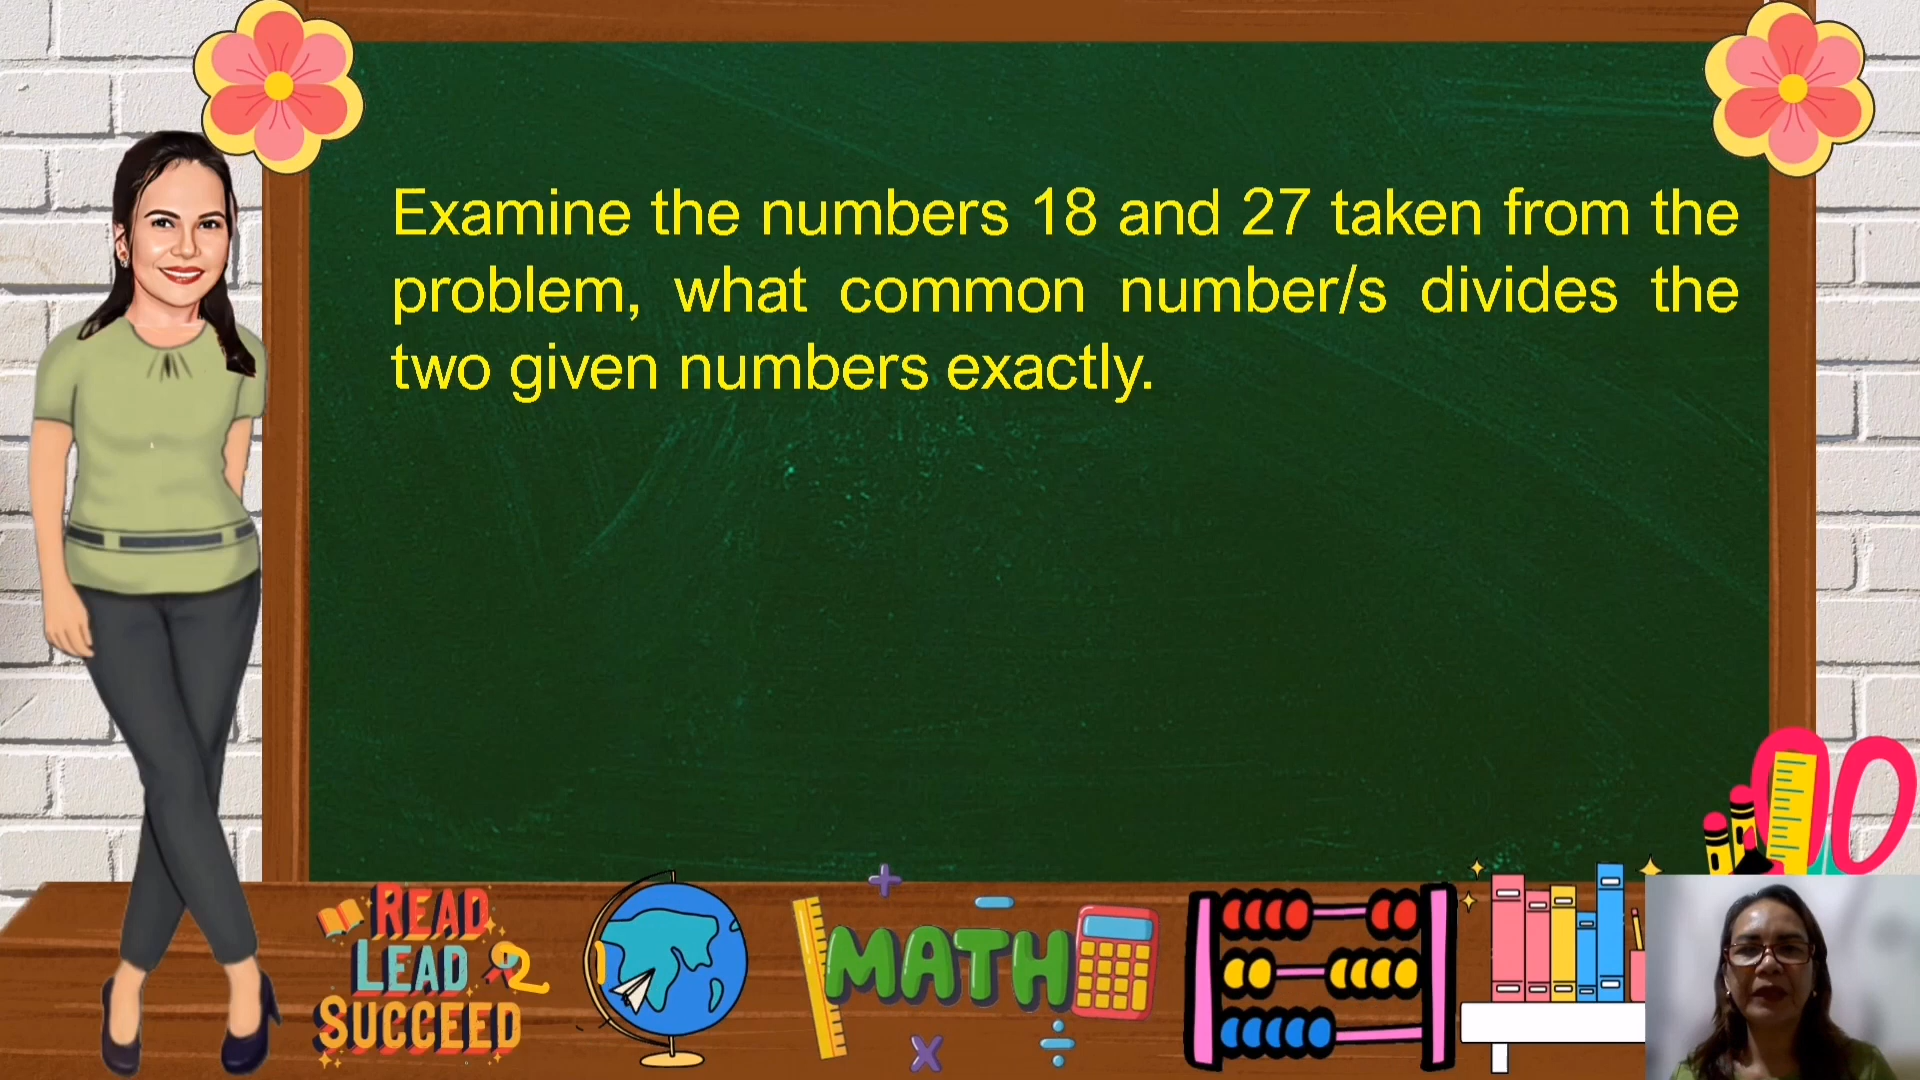 Examine the numbers 18 and 27 taken from the
problem, what common number/s divides the
two given numbers exactly.
READ
LEAD 2
SUCCEED
MATH